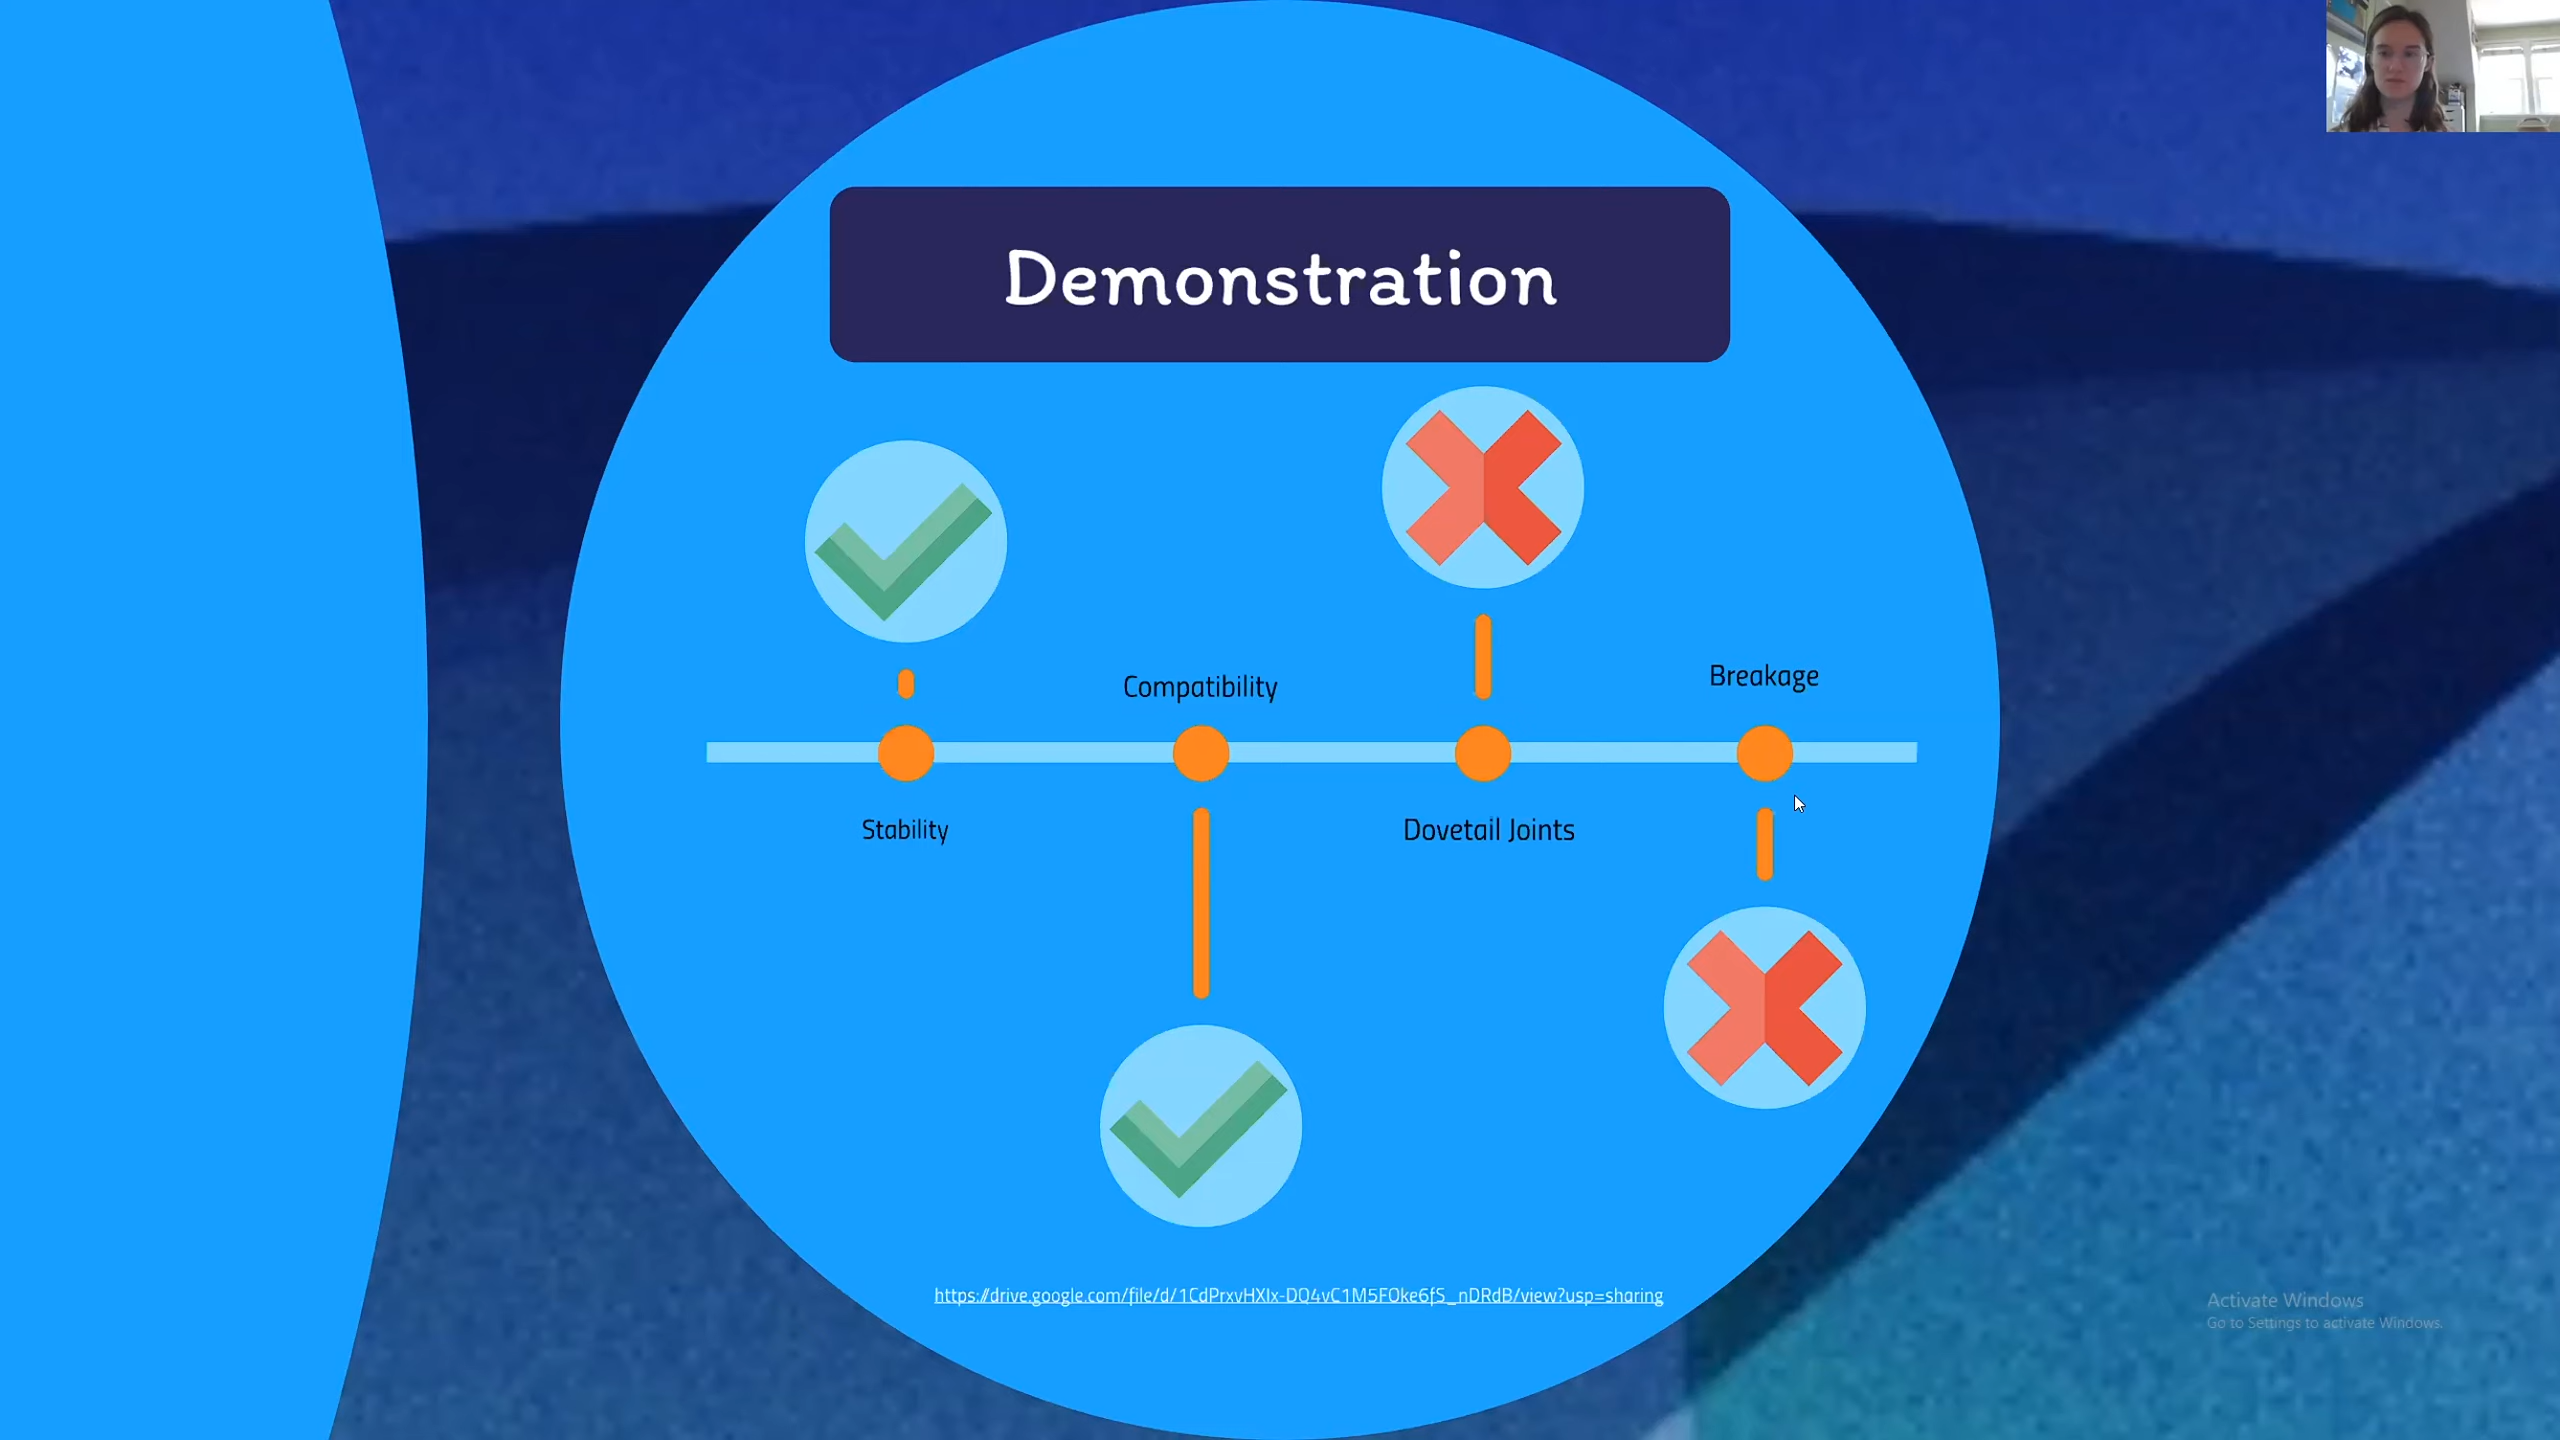 Demonstration
Compatibility
Breakage
Stability
Dovetail Joints
https://drive.google.com/file/d/1CdPrxvHXIx-DQ4vC1M5FOke6fS_nDRdB/view?usp=sharing
Activate Windows
Go to Settings to activate Windows.